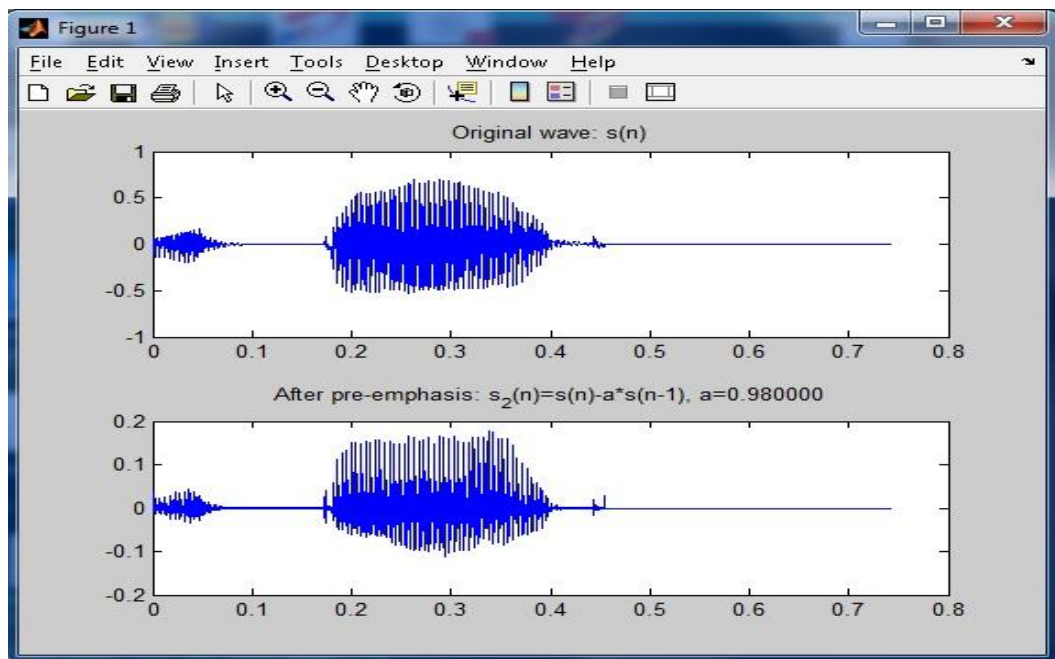 Figure 1
File Edit View Insert Tools Desktop Window Help
Original wave: s(n)
1
0.5
0
-0.5
-1
0 0.1 0.2 0.3 0.4 0.5 0.6 0.7 0.8
After pre-emphasis: s2(n)=s(n)-a*s(n-1), a=0.980000
0.2
0.1
0
-0.1
-0.2
0 0.1 0.2 0.3 0.4 0.5 0.6 0.7 0.8